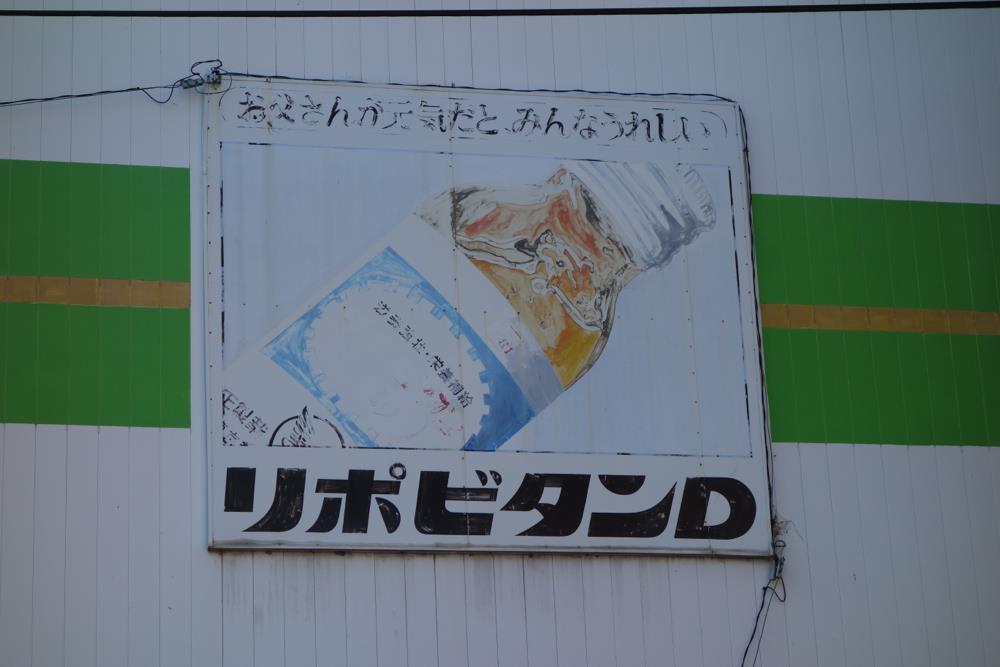 お父さんが元気だと、みんなうれしい
滋養強壮・栄養補給
リポビタンD